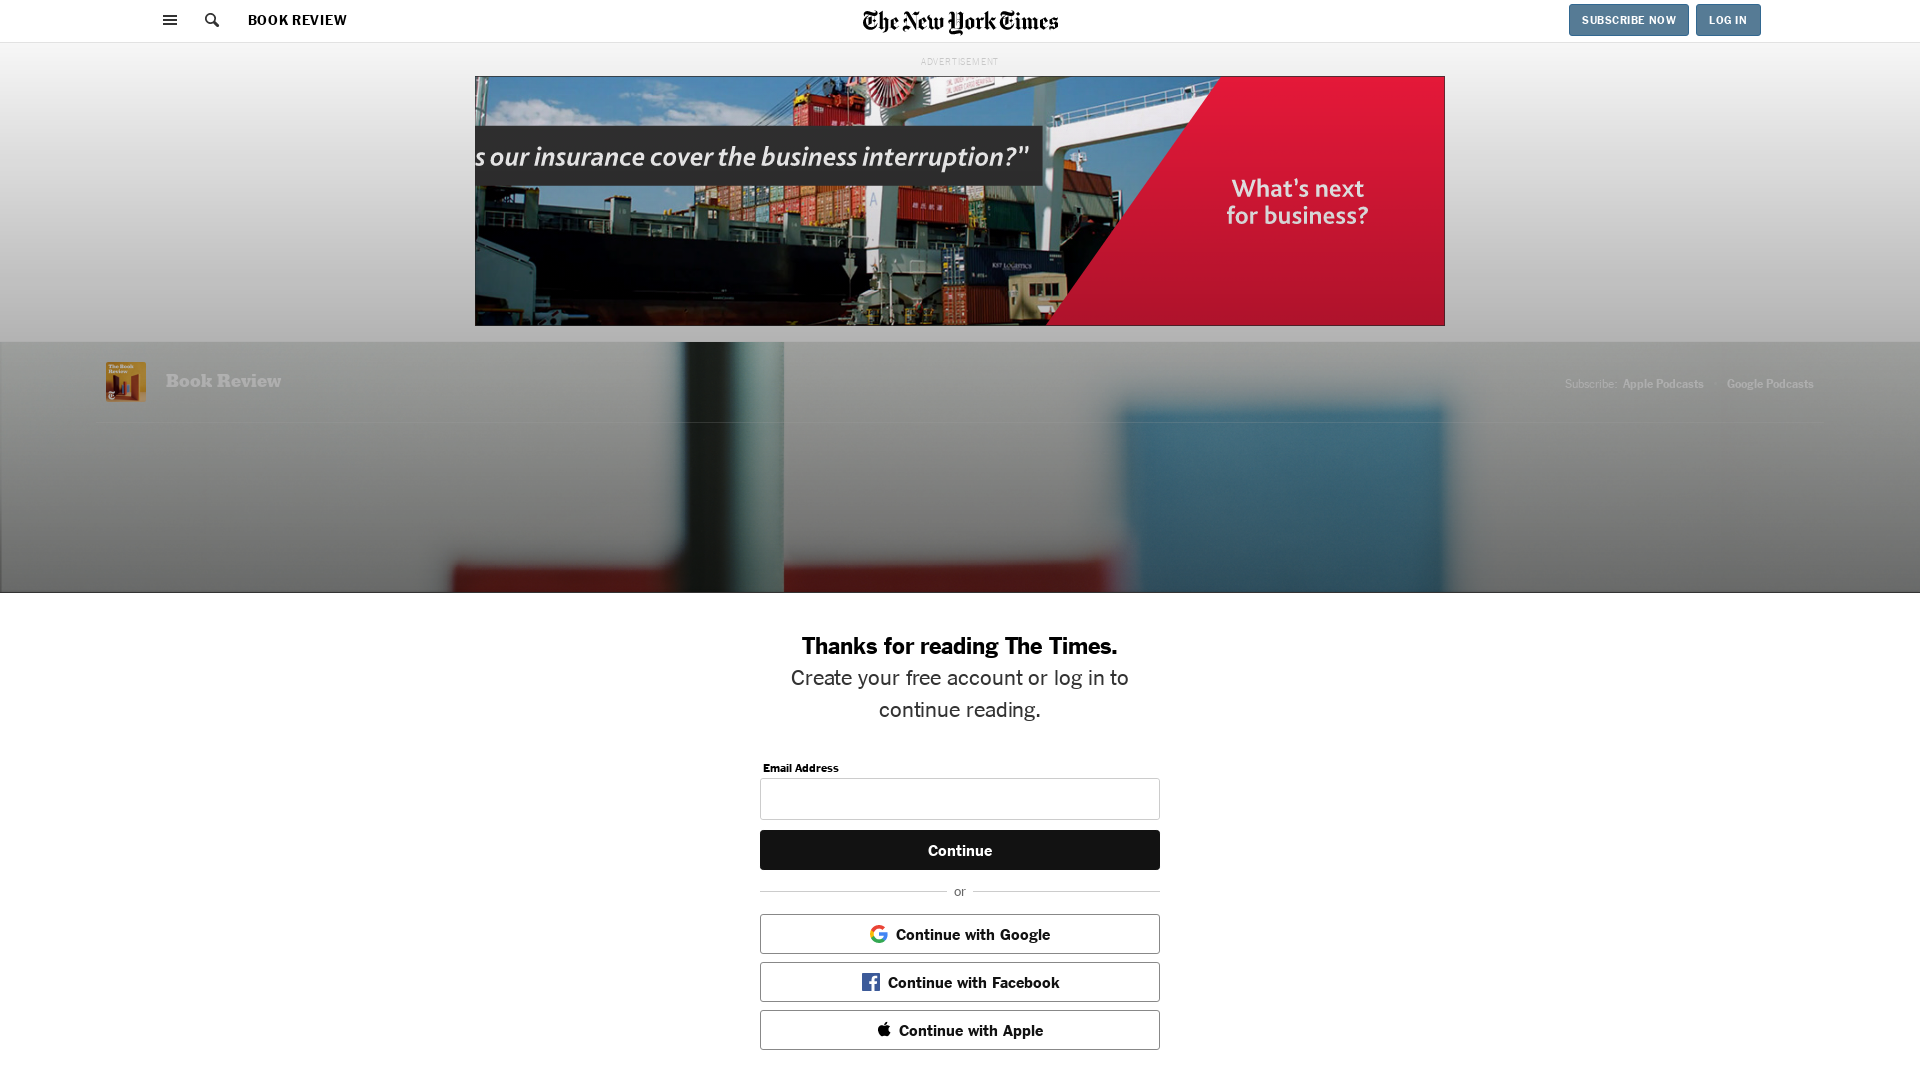 BOOK REVIEW
The New York Times
SUBSCRIBE NOW
LOG IN
ADVERTISEMENT
s our insurance cover the business interruption?"
What's next
for business?
KST LOGISTICS
The Book
Review
Book Review
Subscribe:
Apple Podcasts
Google Podcasts
Thanks for reading The Times.
Create your free account or log in to
continue reading.
Email Address
Continue
or
Continue with Google
Continue with Facebook
Continue with Apple